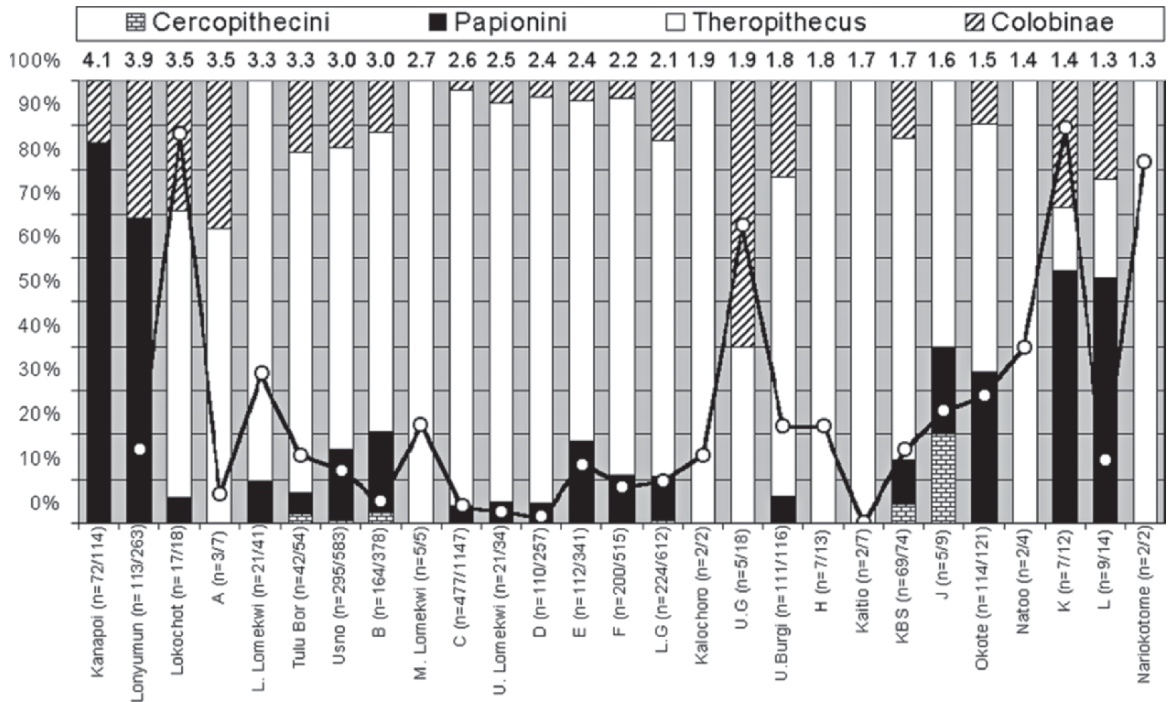 Cercopithecini Papionini Theropithecus Colobinae
4.1 3.9 3.5 3.5 3.3 3.3 3.0 3.0 2.7 2.6 2.5 2.4 2.4 2.2 2.1 1.9 1.9 1.8 1.8 1.7 1.7 1.6 1.5 1.4 1.4 1.3 1.3
100%
90%
80%
70%
60%
50%
40%
30%
20%
10%
0%
Kanapoi (n=72/114)
Lonyumun (n=113/263)
Lokochot (n=17/18)
A (n=3/7)
L. Lomekwi (n=21/41)
Tulu Bor (n=42/54)
Usno (n=295/583)
B (n=164/378)
M. Lomekwi (n=5/5)
C (n=477/1147)
U. Lomekwi (n=21/34)
D (n=110/257)
E (n=112/341)
F (n=200/515)
L.G (n=224/612)
Kalochoro (n=2/2)
U.G (n=5/18)
U.Burgi (n=111/116)
H (n=7/13)
Kaitio (n=2/7)
KBS (n=69/74)
J (n=5/9)
Okote (n=114/121)
Natoo (n=2/4)
K (n=7/12)
L (n=9/14)
Nariokotome (n=2/2)